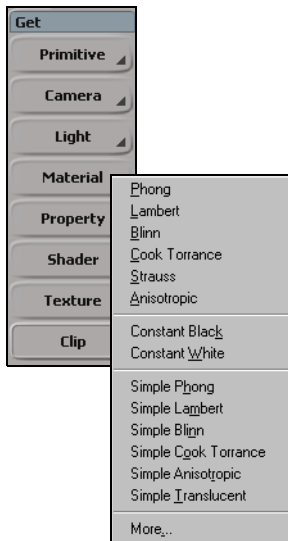 Get
Primitive
Camera
Light
Material
Property
Shader
Texture
Clip
Phong
Lambert
Blinn
Cook Torrance
Strauss
Anisotropic
Constant Black
Constant White
Simple Phong
Simple Lambert
Simple Blinn
Simple Cook Torrance
Simple Anisotropic
Simple Translucent
More...